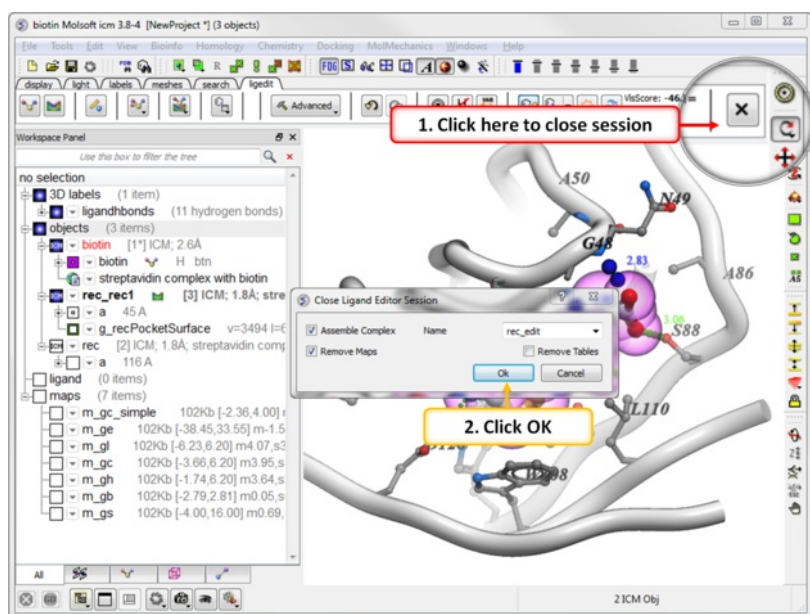 biotin Molsoft icm 3.8-4 [NewProject *] (3 objects)
File Tools Edit View Bioinfo Homology Chemistry Docking MolMechanics Windows Help
display light labels meshes search ligedit
Advanced
VisScore: -46.
1. Click here to close session
Workspace Panel
Use this box to filter the tree
no selection
3D labels (1 item)
ligandhbonds (11 hydrogen bonds)
objects (3 items)
biotin [1*] ICM; 2.6Å
biotin H btn
streptavidin complex with biotin
rec_rec1 [3] ICM; 1.8Å; stre
a 45 A
g_recPocketSurface v=3494 l=6
rec [2] ICM; 1.8Å; streptavidin comp
a 116 A
ligand (0 items)
maps (7 items)
m_gc_simple 102Kb [-2.36,4.00]
m_ge 102Kb [-38.45,33.55] m-1.5
m_gl 102Kb [-6.23,6.20] m4.07,s3
m_gc 102Kb [-3.66,6.20] m3.95,s
m_gh 102Kb [-1.74,6.20] m3.64,s
m_gb 102Kb [-2.79,2.81] m0.05,s
m_gs 102Kb [-4.00,16.00] m0.69,
All
A50
N49
G48
2.83
A86
3.06
S88
L110
Close Ligand Editor Session
Assemble Complex Name rec_edit
Remove Maps Remove Tables
Ok Cancel
2. Click OK
2 ICM Obj